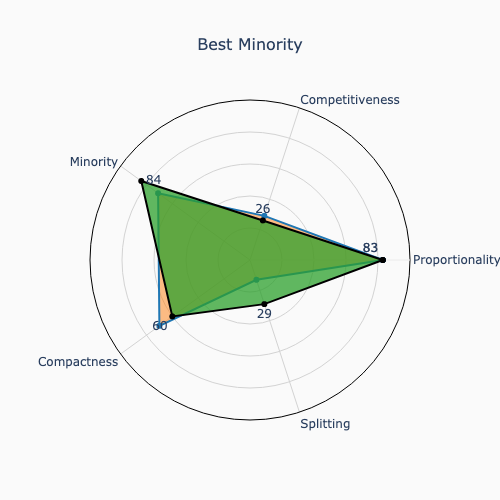 Best Minority
Competitiveness
Minority
84
26
83
Proportionality
29
60
Compactness
Splitting